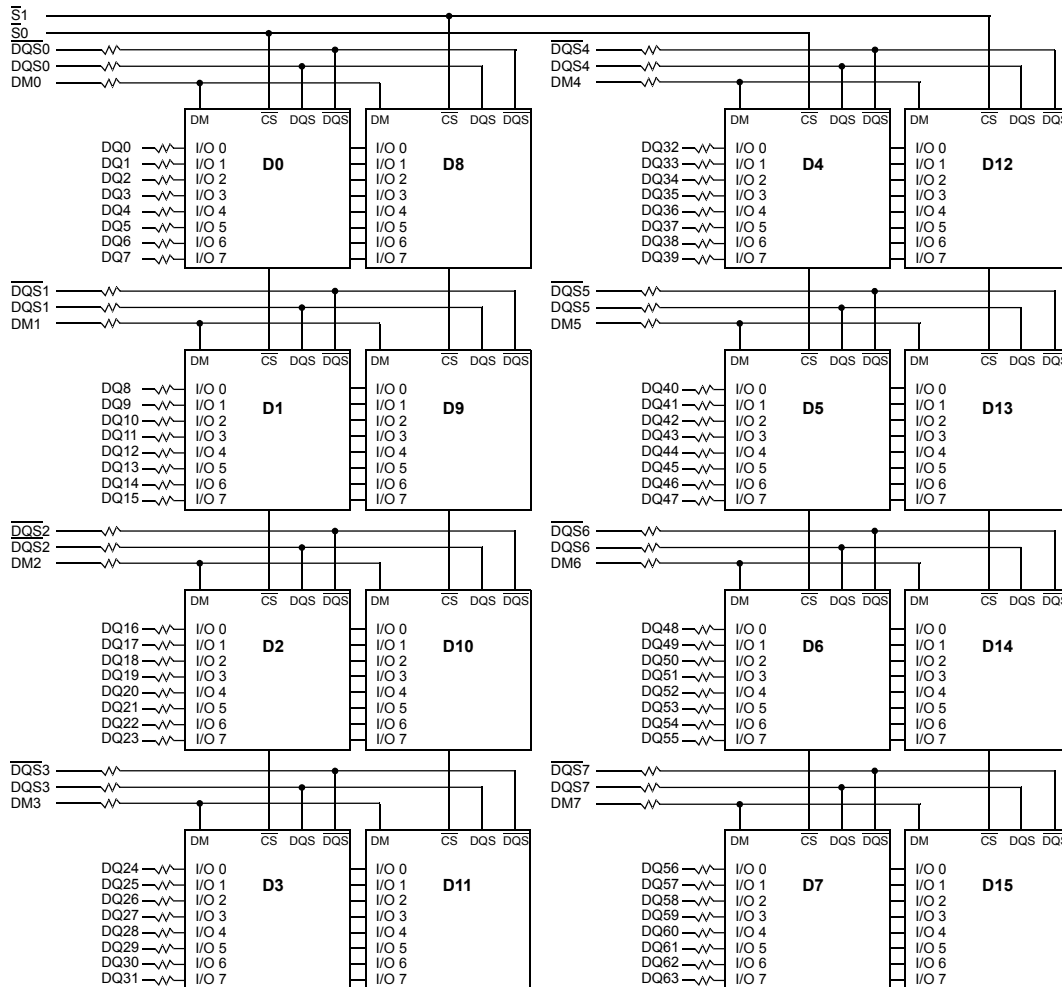 S1
S0
DQS0
DQS0
DM0
DM CS DQS DQS
DM CS DQS DQS
D0
D8
DQ0 I/O 0 I/O 0
DQ1 I/O 1 I/O 1
DQ2 I/O 2 I/O 2
DQ3 I/O 3 I/O 3
DQ4 I/O 4 I/O 4
DQ5 I/O 5 I/O 5
DQ6 I/O 6 I/O 6
DQ7 I/O 7 I/O 7
DQS1
DQS1
DM1
DM CS DQS DQS
DM CS DQS DQS
D1
D9
DQ8 I/O 0 I/O 0
DQ9 I/O 1 I/O 1
DQ10 I/O 2 I/O 2
DQ11 I/O 3 I/O 3
DQ12 I/O 4 I/O 4
DQ13 I/O 5 I/O 5
DQ14 I/O 6 I/O 6
DQ15 I/O 7 I/O 7
DQS2
DQS2
DM2
DM CS DQS DQS
DM CS DQS DQS
D2
D10
DQ16 I/O 0 I/O 0
DQ17 I/O 1 I/O 1
DQ18 I/O 2 I/O 2
DQ19 I/O 3 I/O 3
DQ20 I/O 4 I/O 4
DQ21 I/O 5 I/O 5
DQ22 I/O 6 I/O 6
DQ23 I/O 7 I/O 7
DQS3
DQS3
DM3
DM CS DQS DQS
DM CS DQS DQS
D3
D11
DQ24 I/O 0 I/O 0
DQ25 I/O 1 I/O 1
DQ26 I/O 2 I/O 2
DQ27 I/O 3 I/O 3
DQ28 I/O 4 I/O 4
DQ29 I/O 5 I/O 5
DQ30 I/O 6 I/O 6
DQ31 I/O 7 I/O 7
DQS4
DQS4
DM4
DM CS DQS DQS
DM CS DQS DQS
D4
D12
DQ32 I/O 0 I/O 0
DQ33 I/O 1 I/O 1
DQ34 I/O 2 I/O 2
DQ35 I/O 3 I/O 3
DQ36 I/O 4 I/O 4
DQ37 I/O 5 I/O 5
DQ38 I/O 6 I/O 6
DQ39 I/O 7 I/O 7
DQS5
DQS5
DM5
DM CS DQS DQS
DM CS DQS DQS
D5
D13
DQ40 I/O 0 I/O 0
DQ41 I/O 1 I/O 1
DQ42 I/O 2 I/O 2
DQ43 I/O 3 I/O 3
DQ44 I/O 4 I/O 4
DQ45 I/O 5 I/O 5
DQ46 I/O 6 I/O 6
DQ47 I/O 7 I/O 7
DQS6
DQS6
DM6
DM CS DQS DQS
DM CS DQS DQS
D6
D14
DQ48 I/O 0 I/O 0
DQ49 I/O 1 I/O 1
DQ50 I/O 2 I/O 2
DQ51 I/O 3 I/O 3
DQ52 I/O 4 I/O 4
DQ53 I/O 5 I/O 5
DQ54 I/O 6 I/O 6
DQ55 I/O 7 I/O 7
DQS7
DQS7
DM7
DM CS DQS DQS
DM CS DQS DQS
D7
D15
DQ56 I/O 0 I/O 0
DQ57 I/O 1 I/O 1
DQ58 I/O 2 I/O 2
DQ59 I/O 3 I/O 3
DQ60 I/O 4 I/O 4
DQ61 I/O 5 I/O 5
DQ62 I/O 6 I/O 6
DQ63 I/O 7 I/O 7